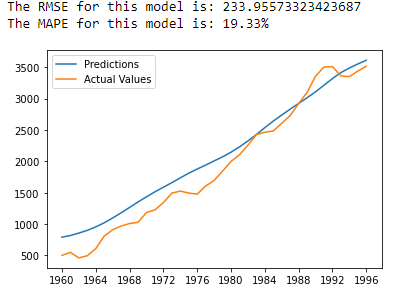 The RMSE for this model is: 233.95573323423687
The MAPE for this model is: 19.33%
Predictions
Actual Values
3500
3000
2500
2000
1500
1000
500
1960 1964 1968 1972 1976 1980 1984 1988 1992 1996